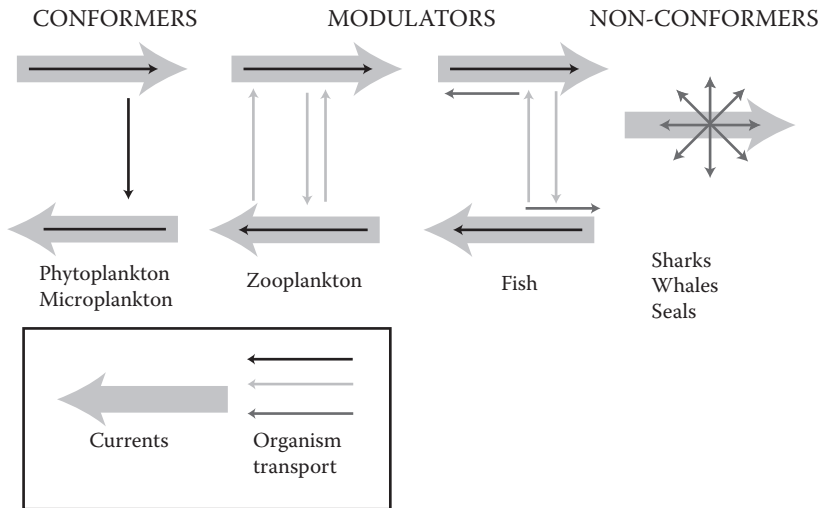 CONFORMERS
MODULATORS
NON-CONFORMERS
Phytoplankton
Microplankton
Zooplankton
Fish
Sharks
Whales
Seals
Currents
Organism
transport